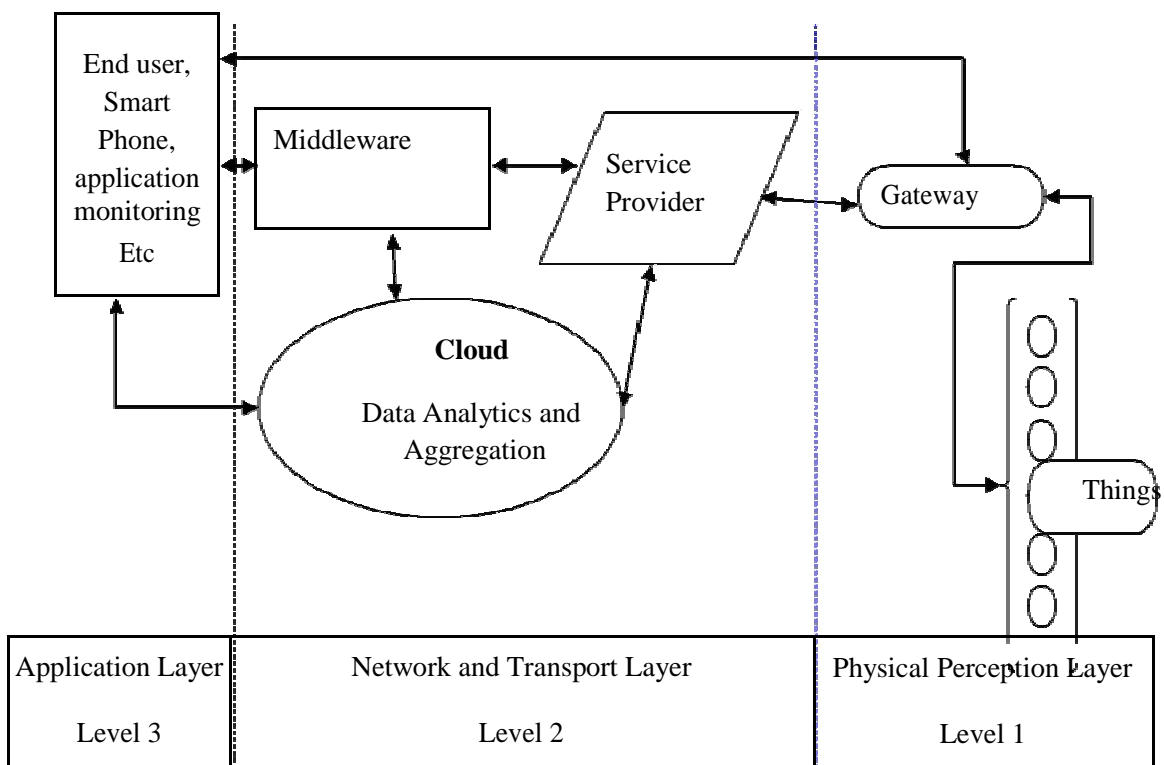 End user,
Smart
Phone,
application
monitoring
Etc
Middleware
Service
Provider
Gateway
Cloud
Data Analytics and
Aggregation
Things
Application Layer
Level 3
Network and Transport Layer
Level 2
Physical Perception Layer
Level 1